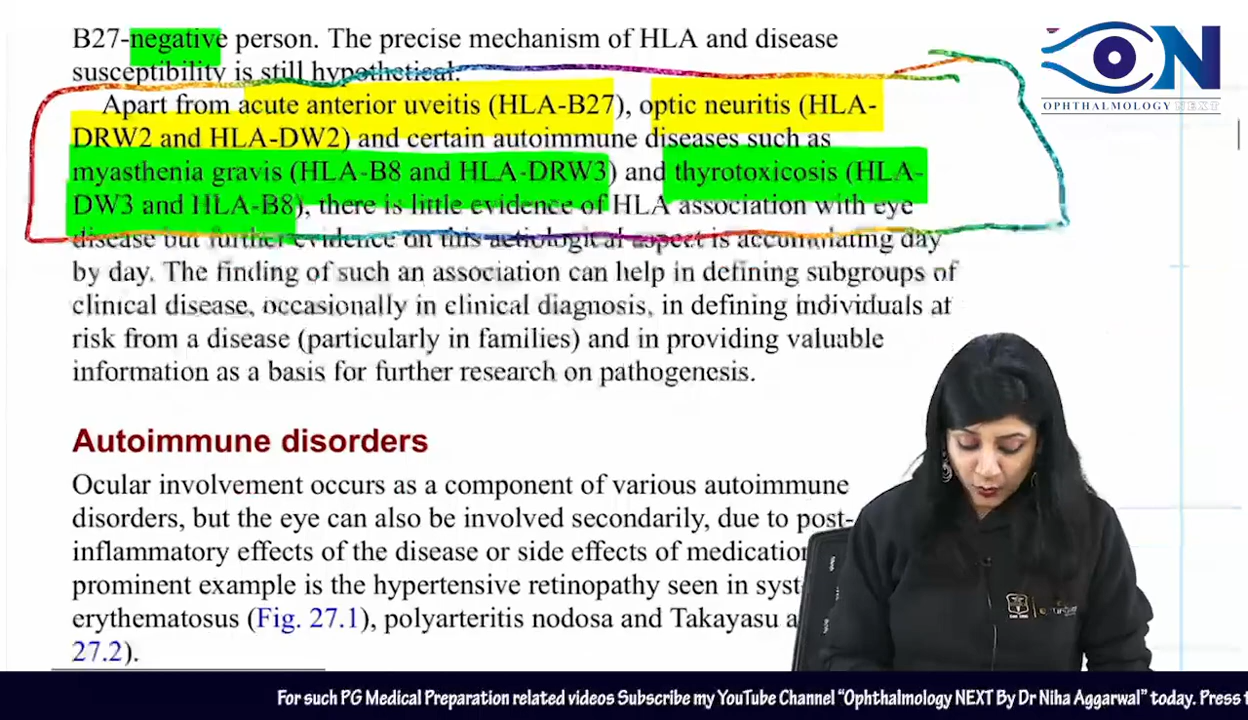 B27-negative person. The precise mechanism of HLA and disease
susceptibility is still hypothetical.
Apart from acute anterior uveitis (HLA-B27), optic neuritis (HLA-
DRW2 and HLA-DW2) and certain autoimmune diseases such as
myasthenia gravis (HLA-B8 and HLA-DRW3) and thyrotoxicosis (HLA-
DW3 and HLA-B8), there is little evidence of HLA association with eye
disease but further evidence on this aetiological aspect is accumulating day
by day. The finding of such an association can help in defining subgroups of
clinical disease, occasionally in clinical diagnosis, in defining individuals at
risk from a disease (particularly in families) and in providing valuable
information as a basis for further research on pathogenesis.
Autoimmune disorders
Ocular involvement occurs as a component of various autoimmune
disorders, but the eye can also be involved secondarily, due to post-
inflammatory effects of the disease or side effects of medication
prominent example is the hypertensive retinopathy seen in syst
erythematosus (Fig. 27.1), polyarteritis nodosa and Takayasu a
27.2).
ON
OPHTHALMOLOGY NEXT
For such PG Medical Preparation related videos Subscribe my YouTube Channel "Ophthalmology NEXT By Dr Niha Aggarwal" today. Press t